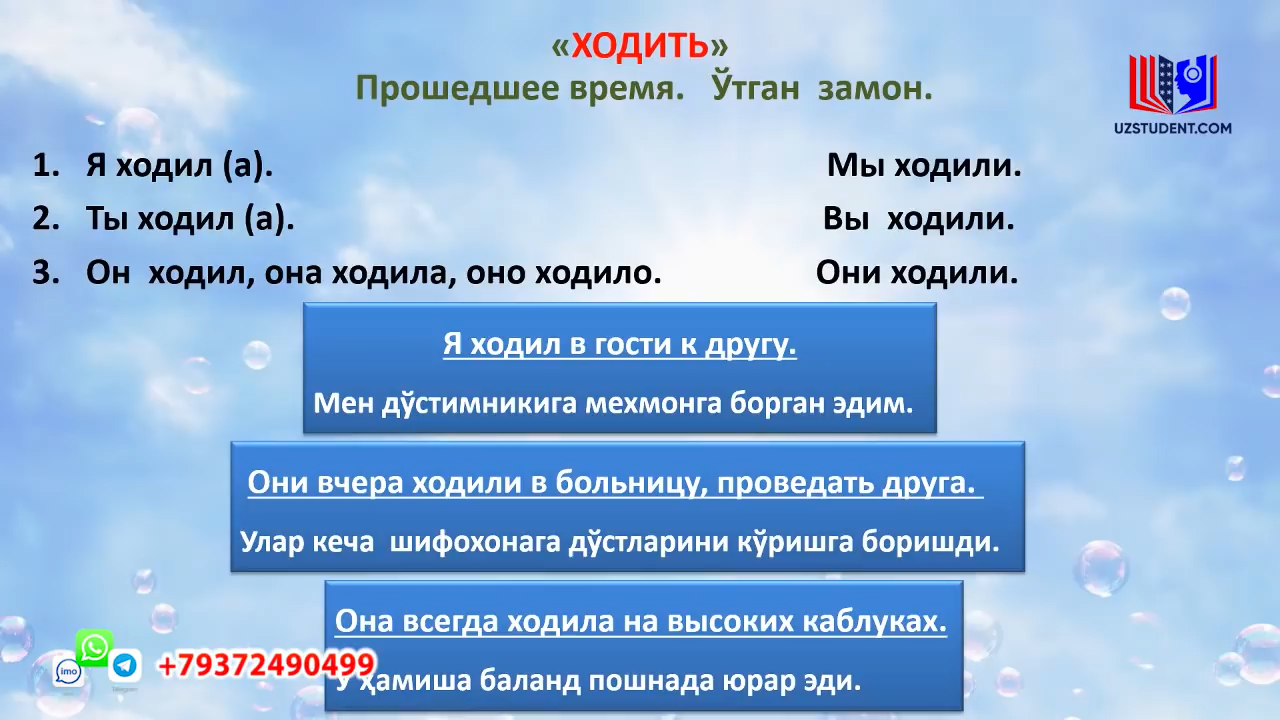 «ХОДИТЬ»
Прошедшее время. Ўтган замон.
UZSTUDENT.COM
1. Я ходил (а). Мы ходили.
2. Ты ходил (а). Вы ходили.
3. Он ходил, она ходила, оно ходило. Они ходили.
Я ходил в гости к другу.
Мен дўстимникига мехмонга борган эдим.
Они вчера ходили в больницу, проведать друга.
Улар кеча шифохонага дўстларини кўришга боришди.
Она всегда ходила на высоких каблуках.
Ў ҳамиша баланд пошнада юрар эди.
imo
Telegram
+79372490499